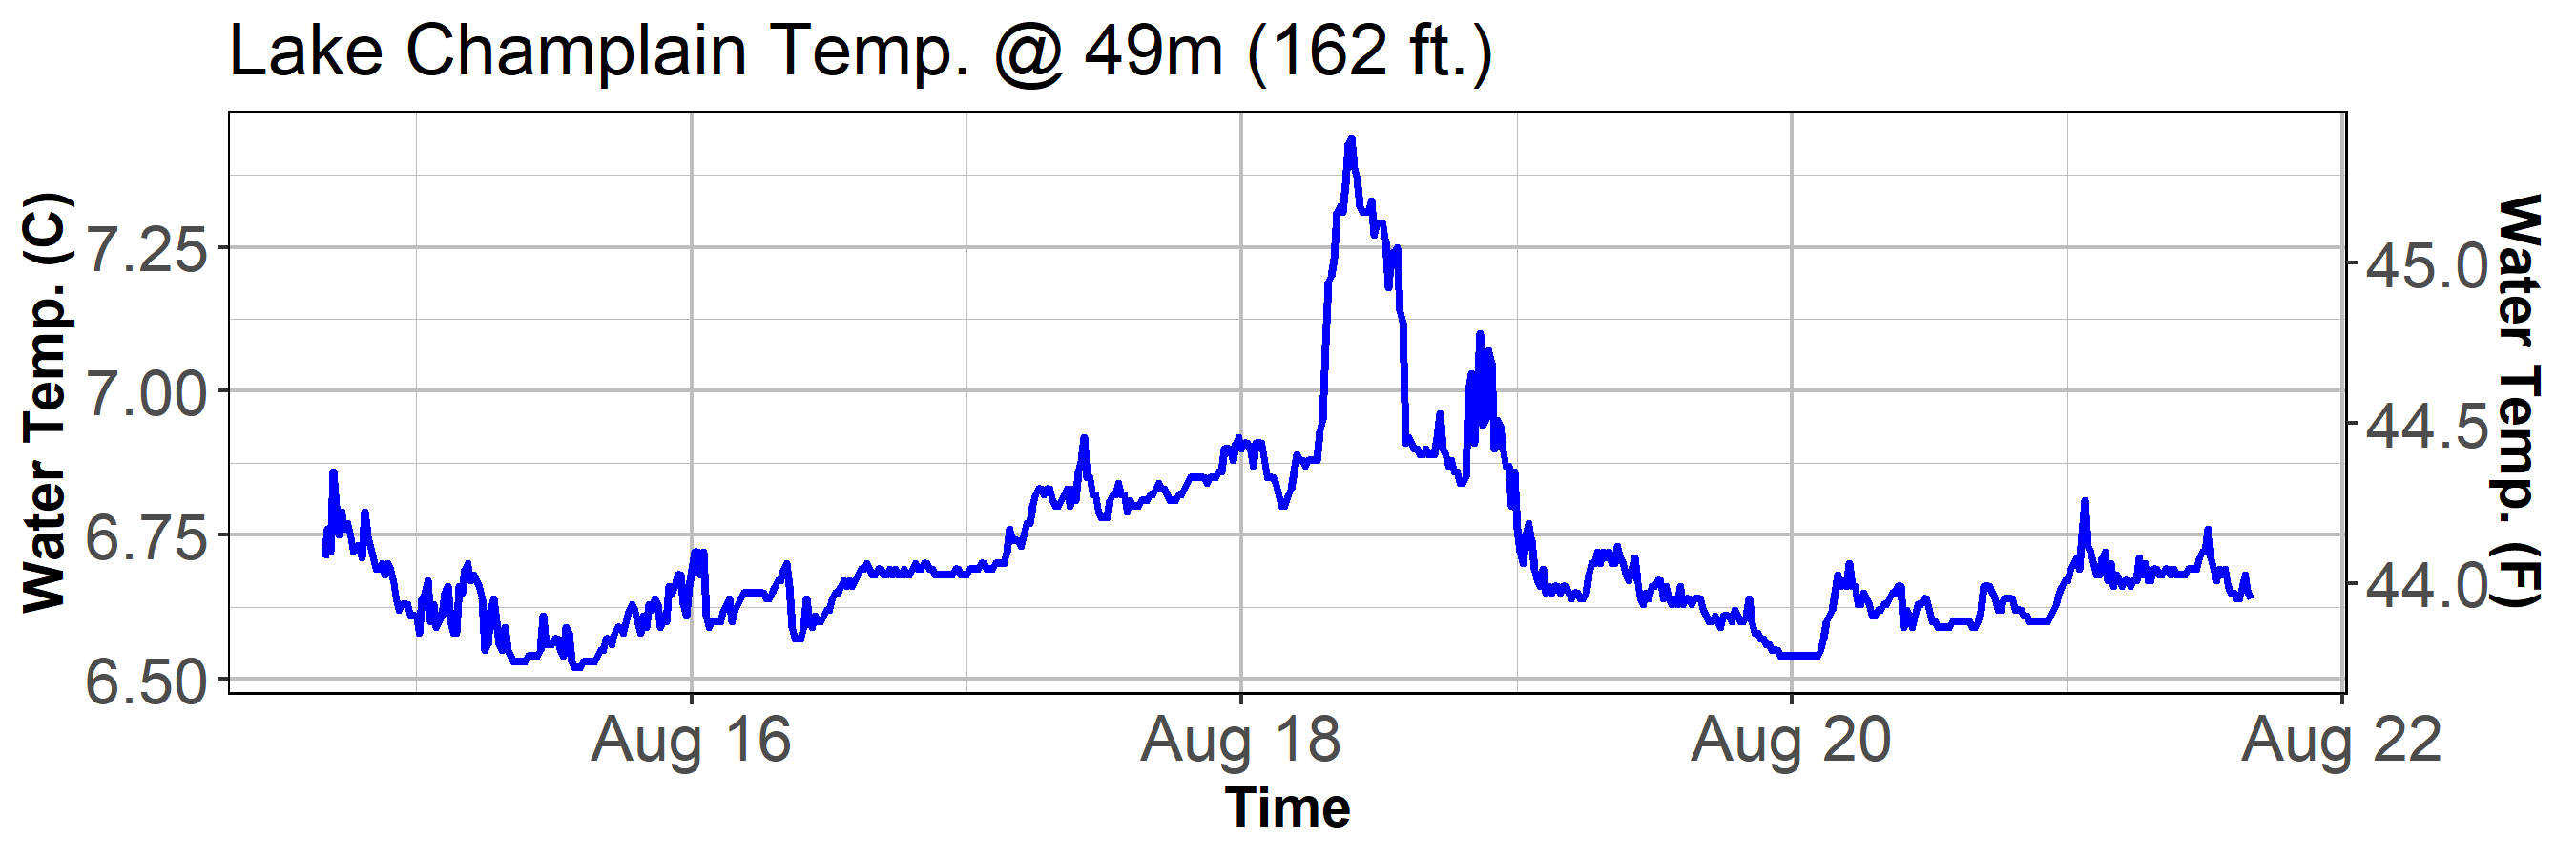 Lake Champlain Temp. @ 49m (162 ft.)
Water Temp. (C)
7.25
7.00
6.75
6.50
45.0
44.5
44.0
Water Temp. (F)
Aug 16 Aug 18 Aug 20 Aug 22
Time